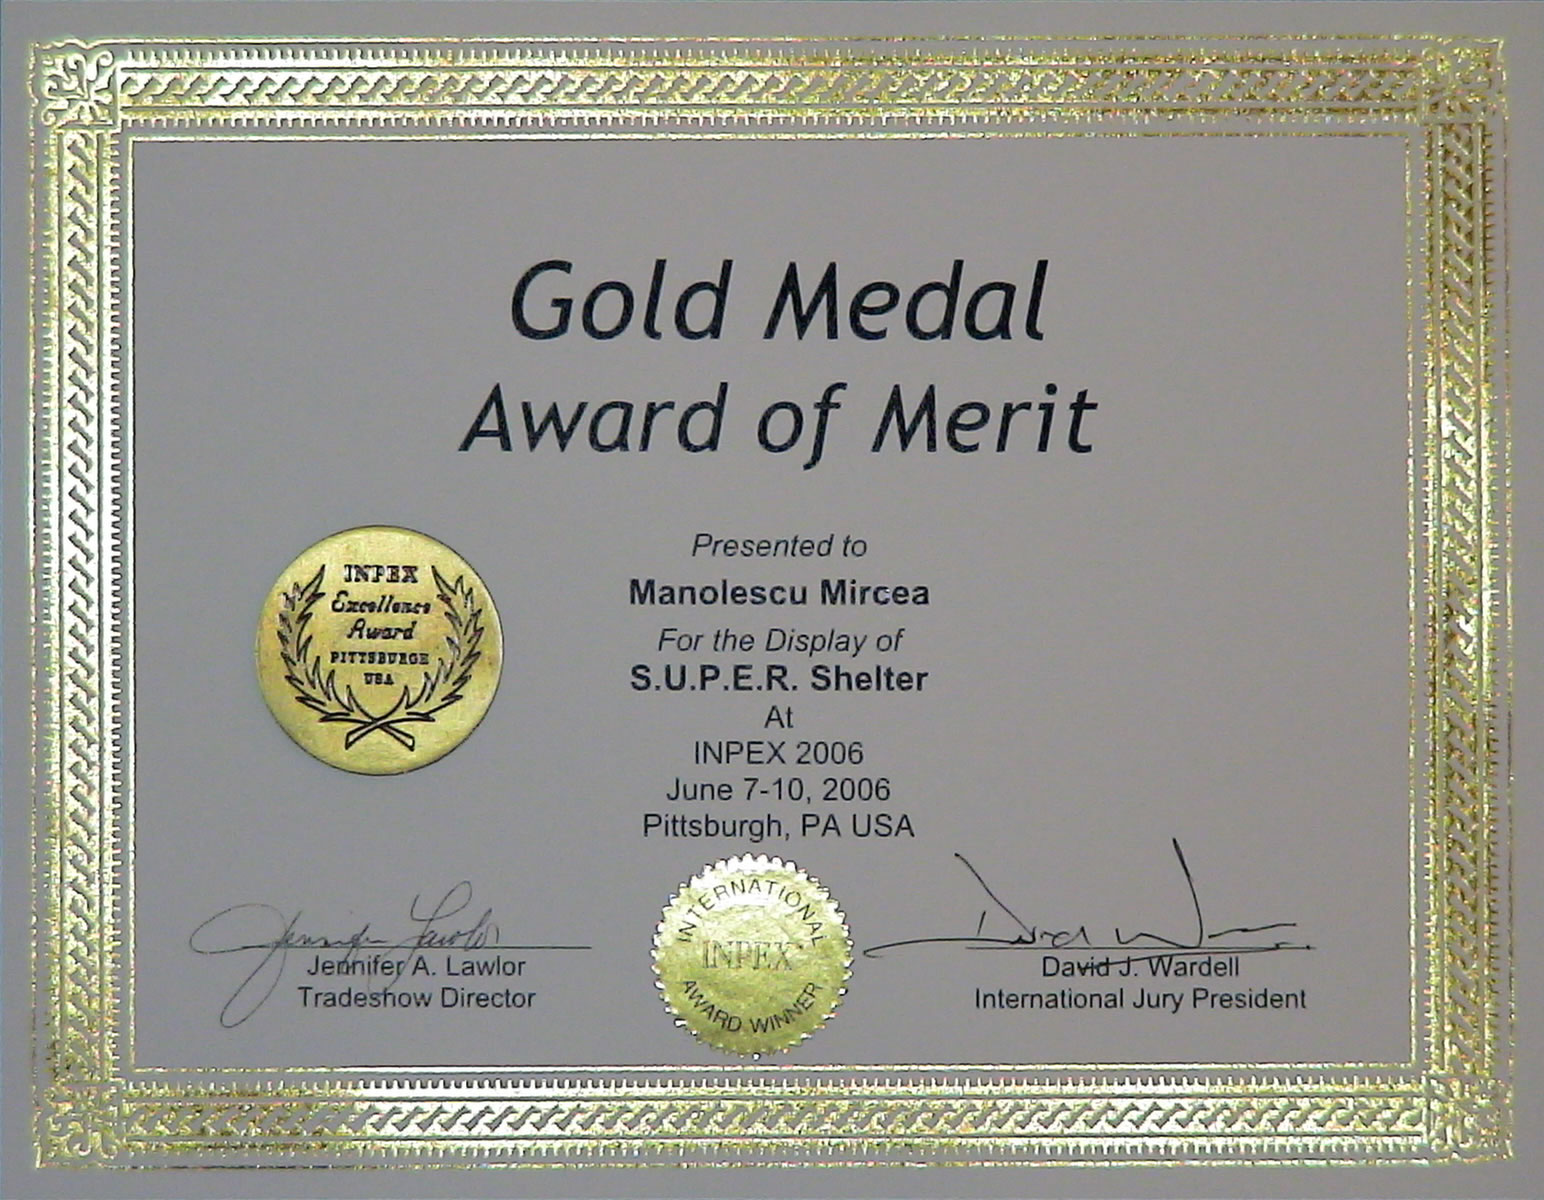 Gold Medal
Award of Merit
Presented to
Manolescu Mircea
For the Display of
S.U.P.E.R. Shelter
At
INPEX 2006
June 7-10, 2006
Pittsburgh, PA USA
INPEX
Excellence
Award
PITTSBURGH
USA
Jennifer Lawlor
Jennifer A. Lawlor
Tradeshow Director
INTERNATIONAL
INPEX
AWARD WINNER
David J. Wardell
International Jury President